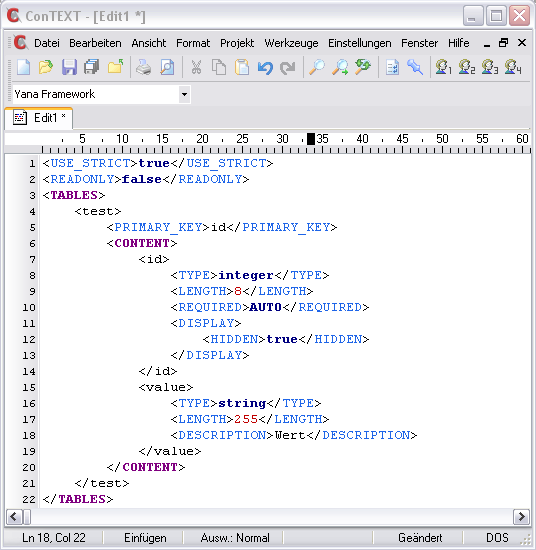 ConTEXT - [Edit1 *]
Datei Bearbeiten Ansicht Format Projekt Werkzeuge Einstellungen Fenster Hilfe
1 2 3 4
Yana Framework
Edit1 *
5 10 15 20 25 30 35 40 45 50 55 60
1 <USE_STRICT>true</USE_STRICT>
2 <READONLY>false</READONLY>
3 <TABLES>
4 <test>
5 <PRIMARY_KEY>id</PRIMARY_KEY>
6 <CONTENT>
7 <id>
8 <TYPE>integer</TYPE>
9 <LENGTH>8</LENGTH>
10 <REQUIRED>AUTO</REQUIRED>
11 <DISPLAY>
12 <HIDDEN>true</HIDDEN>
13 </DISPLAY>
14 </id>
15 <value>
16 <TYPE>string</TYPE>
17 <LENGTH>255</LENGTH>
18 <DESCRIPTION>Wert</DESCRIPTION>
19 </value>
20 </CONTENT>
21 </test>
22 </TABLES>
Ln 18, Col 22 Einfügen Ausw.: Normal Geändert DOS